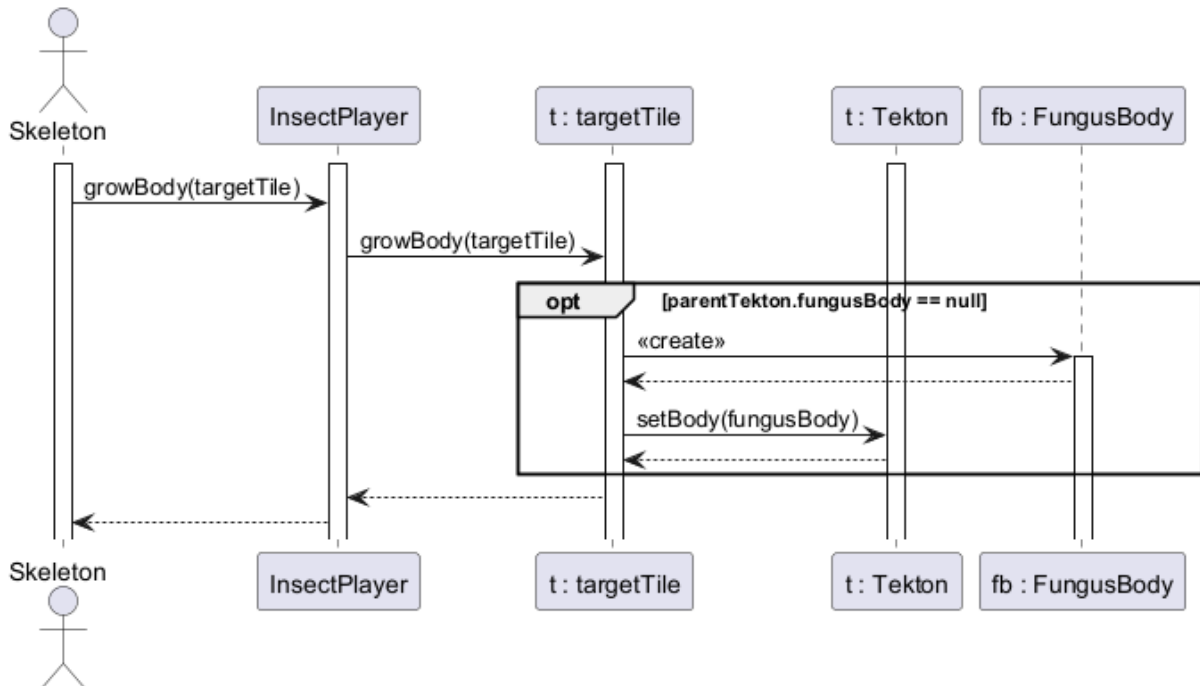 Skeleton
InsectPlayer
t : targetTile
t : Tekton
fb : FungusBody
growBody(targetTile)
growBody(targetTile)
opt
[parentTekton.fungusBody == null]
«create»
setBody(fungusBody)
Skeleton
InsectPlayer
t : targetTile
t : Tekton
fb : FungusBody